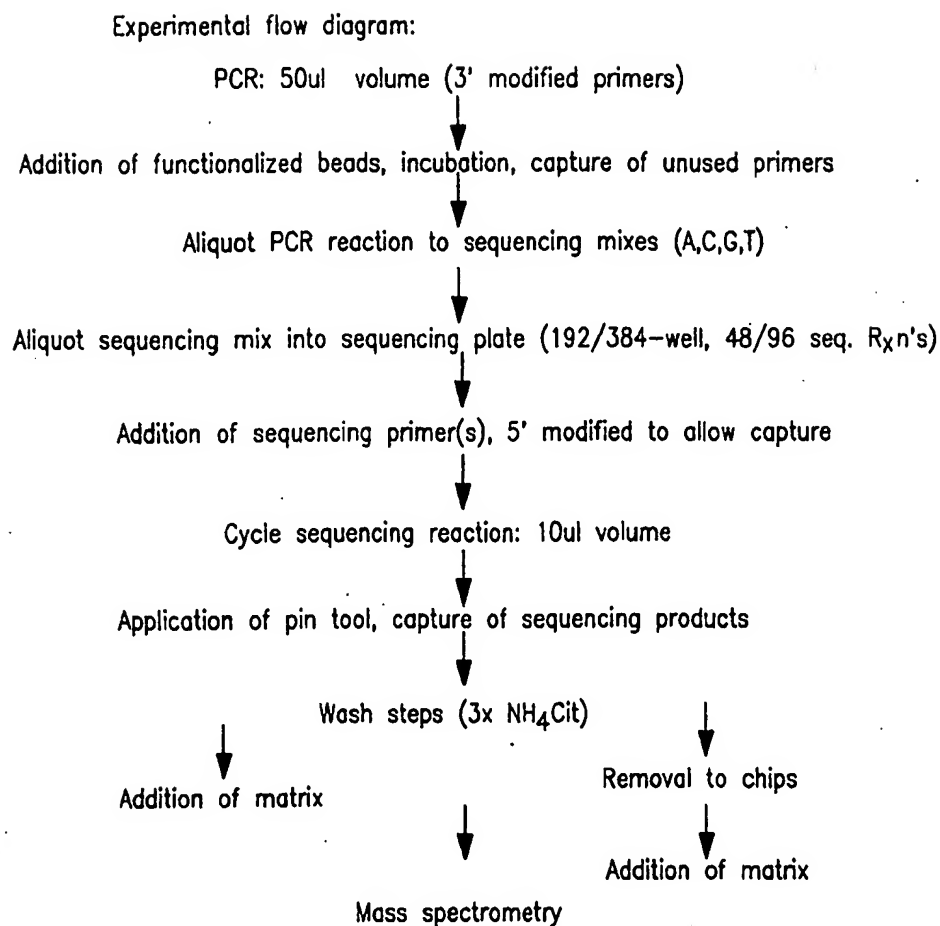 Experimental flow diagram:
PCR: 50ul volume (3' modified primers)
Addition of functionalized beads, incubation, capture of unused primers
Aliquot PCR reaction to sequencing mixes (A,C,G,T)
Aliquot sequencing mix into sequencing plate (192/384-well, 48/96 seq. RXn's)
Addition of sequencing primer(s), 5' modified to allow capture
Cycle sequencing reaction: 10ul volume
Application of pin tool, capture of sequencing products
Wash steps (3x NH4Cit)
Addition of matrix
Removal to chips
Addition of matrix
Mass spectrometry